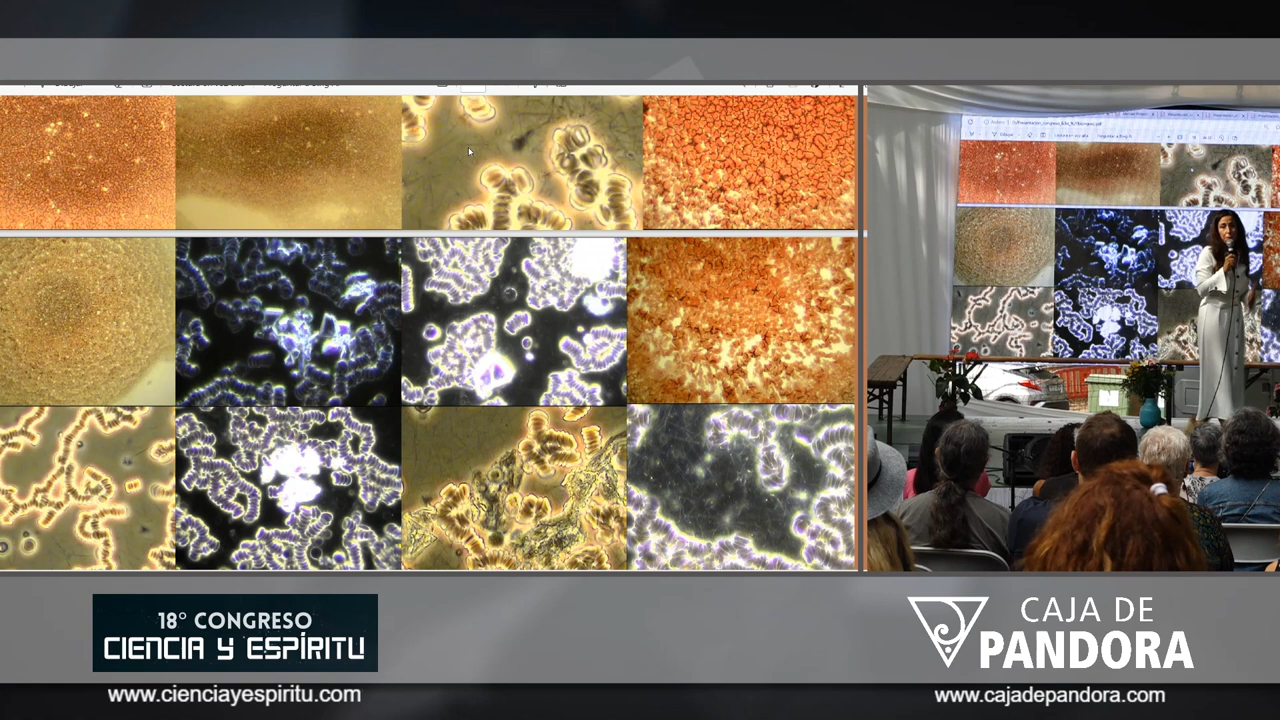 18° CONGRESO
CIENCIA Y ESPÍRITU
www.cienciayespiritu.com
CAJA DE
PANDORA
www.cajadepandora.com